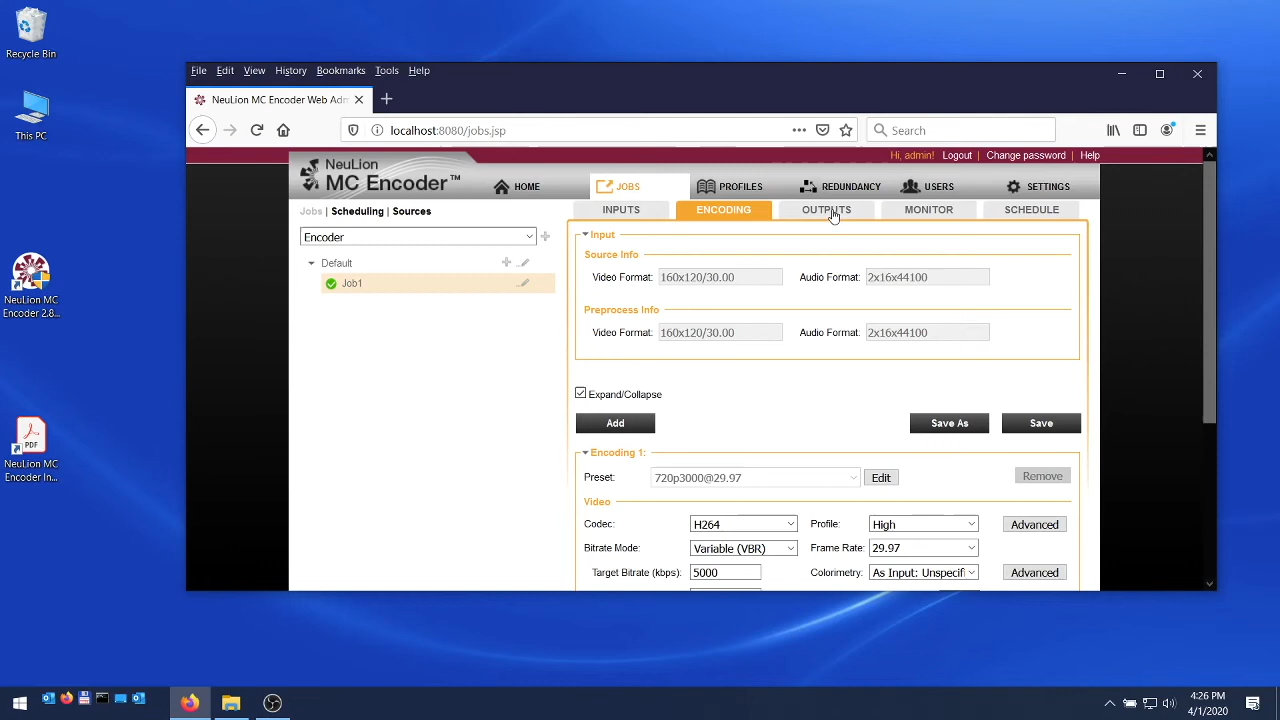 Recycle Bin
This PC
NeuLion MC
Encoder 2.8...
PDF
NeuLion MC
Encoder In...
File Edit View History Bookmarks Tools Help
NeuLion MC Encoder Web Adm
localhost:8080/jobs.jsp
Search
Hi, admin! Logout | Change password | Help
NeuLion
MC Encoder™
HOME JOBS PROFILES REDUNDANCY USERS SETTINGS
Jobs | Scheduling | Sources
INPUTS ENCODING OUTPUTS MONITOR SCHEDULE
Encoder
Default
Job1
Input
Source Info
Video Format: 160x120/30.00 Audio Format: 2x16x44100
Preprocess Info
Video Format: 160x120/30.00 Audio Format: 2x16x44100
Expand/Collapse
Add Save As Save
Encoding 1:
Preset: 720p3000@29.97 Edit Remove
Video
Codec: H264 Profile: High Advanced
Bitrate Mode: Variable (VBR) Frame Rate: 29.97
Target Bitrate (kbps): 5000 Colorimetry: As Input: Unspecif Advanced
4:26 PM
4/1/2020